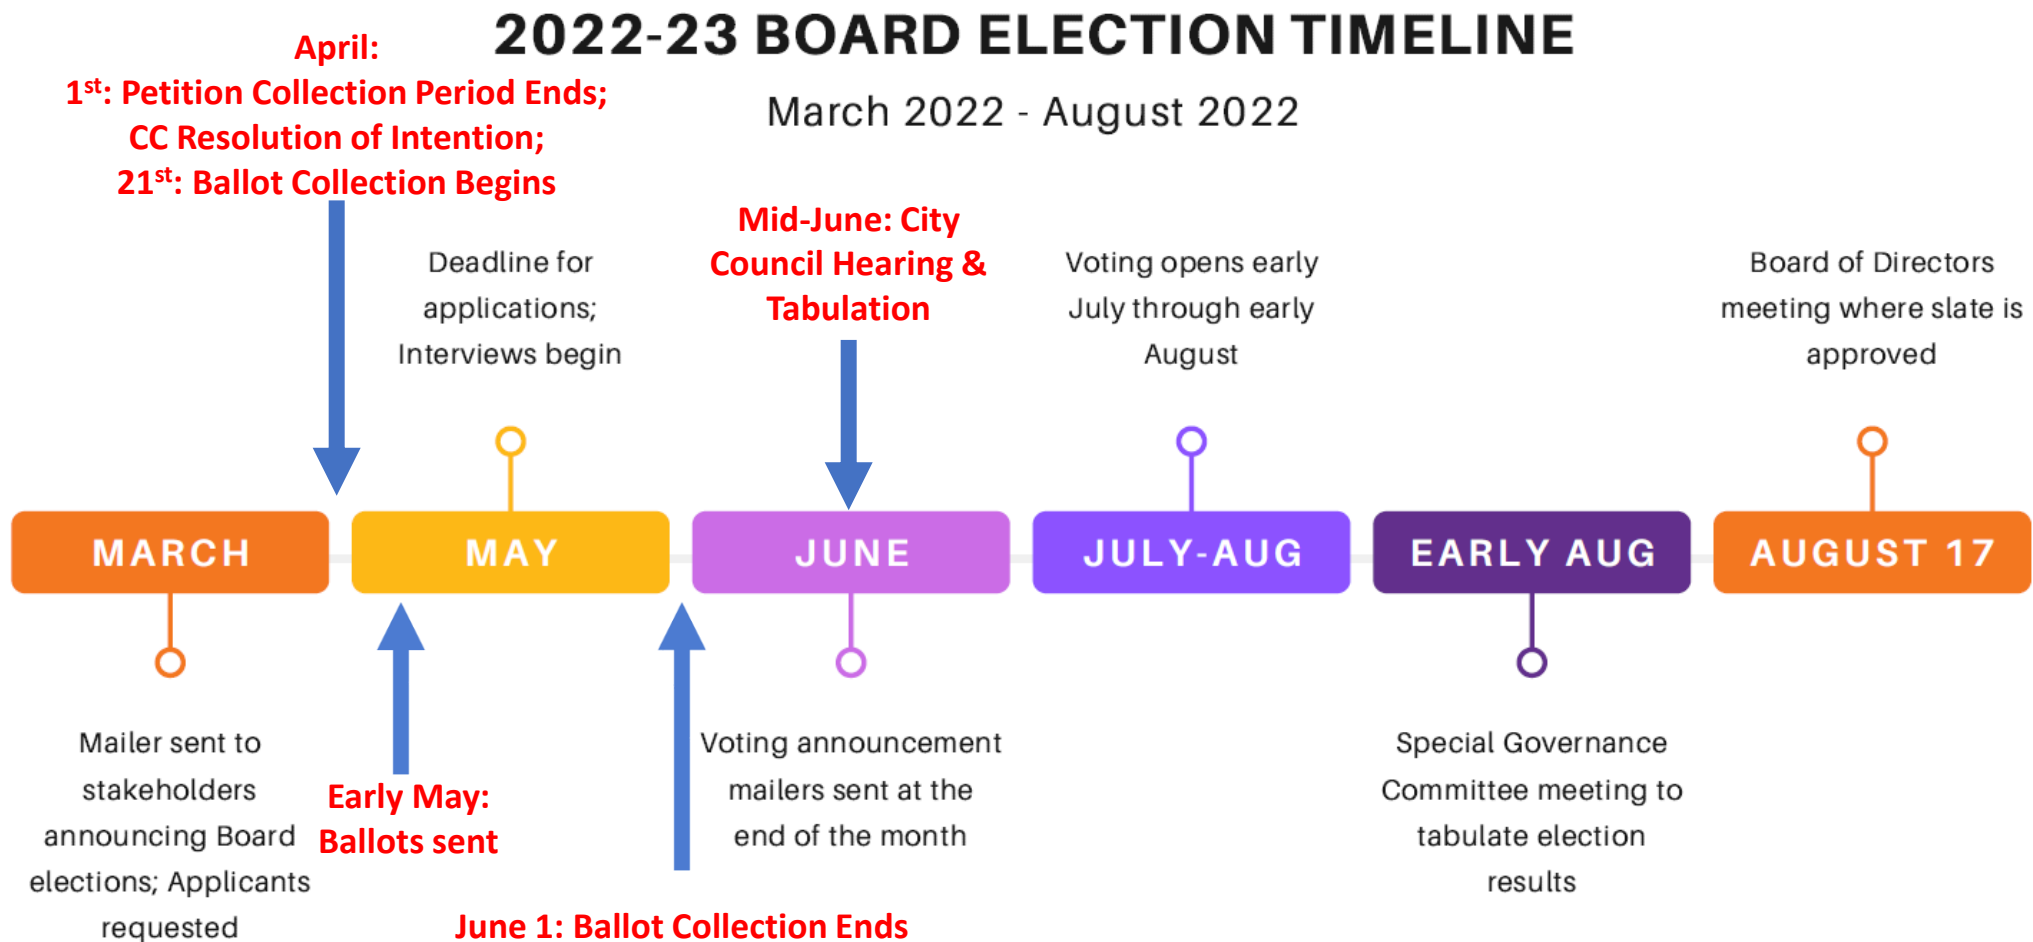 2022-23 BOARD ELECTION TIMELINE
March 2022 - August 2022
April:
1st: Petition Collection Period Ends;
CC Resolution of Intention;
21st: Ballot Collection Begins
Deadline for
applications;
Interviews begin
Mid-June: City
Council Hearing &
Tabulation
Voting opens early
July through early
August
Board of Directors
meeting where slate is
approved
MARCH
MAY
JUNE
JULY-AUG
EARLY AUG
AUGUST 17
Mailer sent to
stakeholders
announcing Board
elections; Applicants
requested
Early May:
Ballots sent
June 1: Ballot Collection Ends
Voting announcement
mailers sent at the
end of the month
Special Governance
Committee meeting to
tabulate election
results